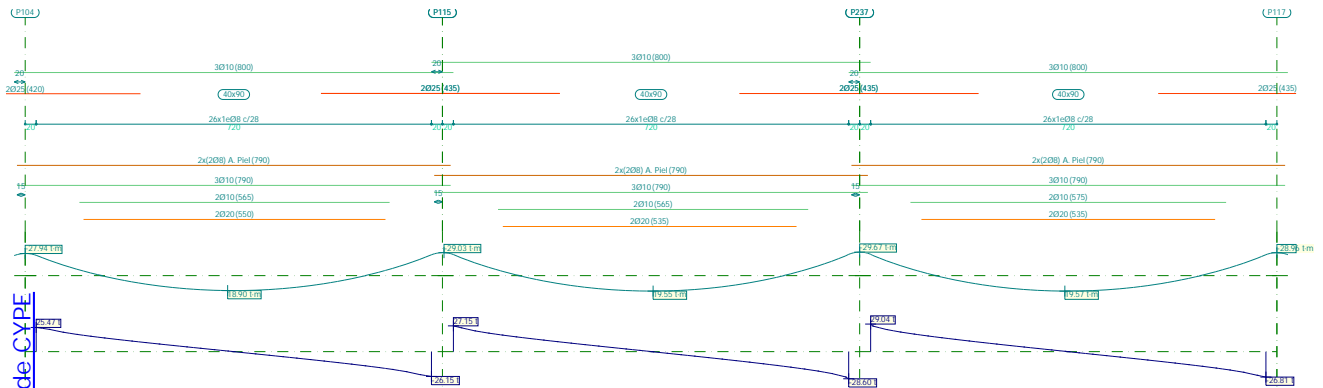 P104 P115 P237 P117
3Ø10(800)
20
3Ø10(800) 3Ø10(800)
20 20
2Ø25(420) 40x90 2Ø25(435) 40x90 2Ø25(435) 40x90 2Ø25(435)
26x1eØ8 c/28 26x1eØ8 c/28 26x1eØ8 c/28
20 720 20 20 720 20 20 720 20
2x(2Ø8) A. Piel(790) 2x(2Ø8) A. Piel(790)
2x(2Ø8) A. Piel(790)
3Ø10(790) 3Ø10(790)
15 3Ø10(790) 15
15
2Ø10(565) 2Ø10(575)
2Ø10(565)
2Ø20(550) 2Ø20(535)
2Ø20(535)
-27.94 t·m -29.03 t·m -29.67 t·m -28.96 t·m
18.90 t·m 19.55 t·m 19.57 t·m
25.47 t 27.15 t 29.04 t
-26.15 t -28.60 t -26.81 t
de CYPE